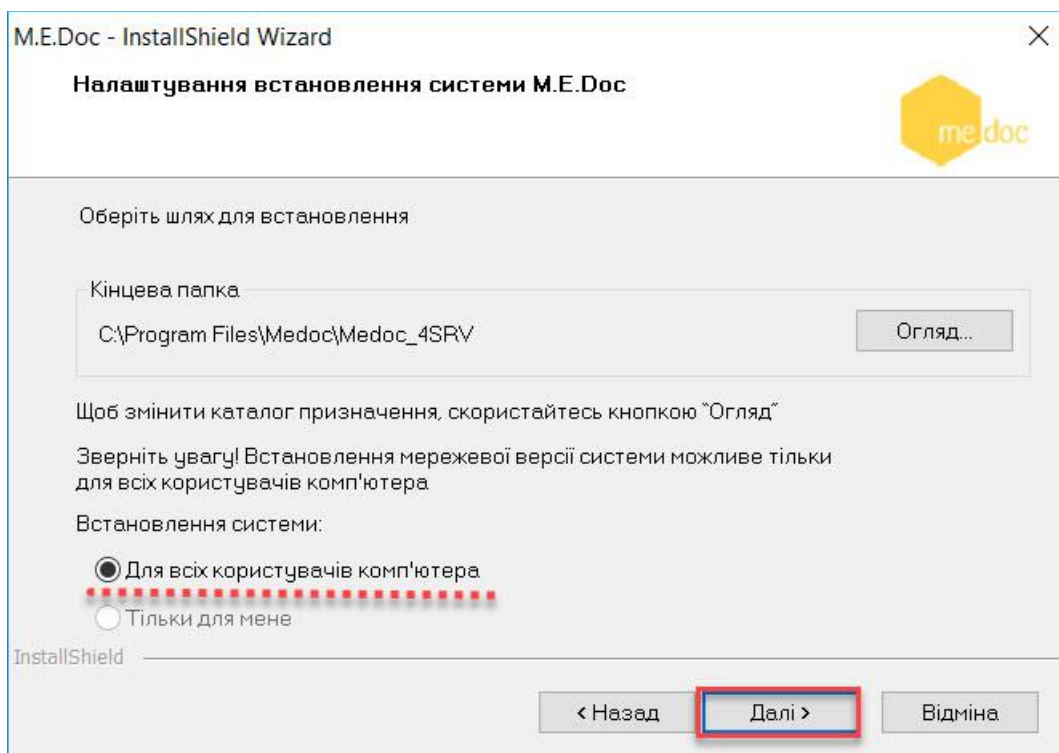 M.E.Doc - InstallShield Wizard
Налаштування встановлення системи M.E.Doc
me doc
Оберіть шлях для встановлення
Кінцева папка
C:\Program Files\Medoc\Medoc_4SRV
Огляд...
Щоб змінити каталог призначення, скористайтесь кнопкою "Огляд"
Зверніть увагу! Встановлення мережевої версії системи можливе тільки
для всіх користувачів комп'ютера
Встановлення системи:
Для всіх користувачів комп'ютера
Тільки для мене
InstallShield
< Назад
Далі >
Відміна